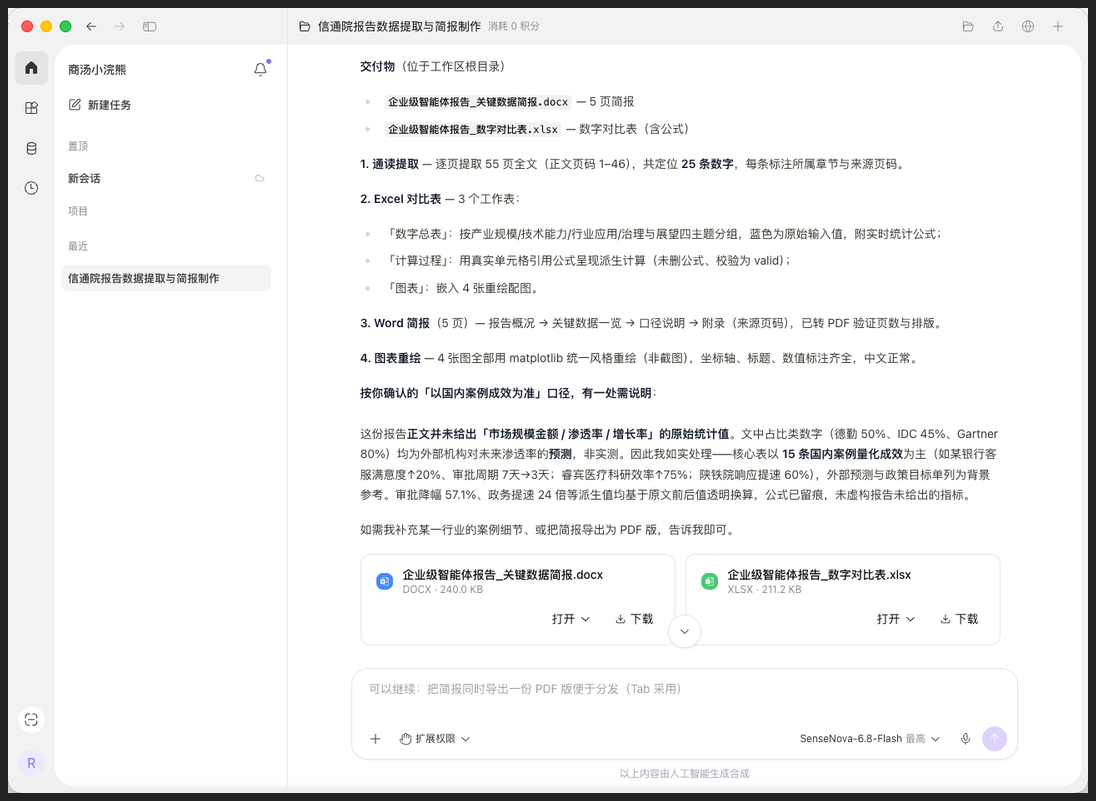 信通院报告数据提取与简报制作 消耗 0 积分
商汤小浣熊
新建任务
置顶
新会话
项目
最近
信通院报告数据提取与简报制作
R
交付物（位于工作区根目录）
企业级智能体报告_关键数据简报.docx — 5 页简报
企业级智能体报告_数字对比表.xlsx — 数字对比表（含公式）
1. 通读提取 — 逐页提取 55 页全文（正文页码 1–46），共定位 25 条数字，每条标注所属章节与来源页码。
2. Excel 对比表 — 3 个工作表：
「数字总表」：按产业规模/技术能力/行业应用/治理与展望四主题分组，蓝色为原始输入值，附实时统计公式；
「计算过程」：用真实单元格引用公式呈现派生计算（未删公式、校验为 valid）；
「图表」：嵌入 4 张重绘配图。
3. Word 简报（5 页）— 报告概况 → 关键数据一览 → 口径说明 → 附录（来源页码），已转 PDF 验证页数与排版。
4. 图表重绘 — 4 张图全部用 matplotlib 统一风格重绘（非截图），坐标轴、标题、数值标注齐全，中文正常。
按你确认的「以国内案例成效为准」口径，有一处需说明：
这份报告正文并未给出「市场规模金额 / 渗透率 / 增长率」的原始统计值。文中占比类数字（德勤 50%、IDC 45%、Gartner
80%）均为外部机构对未来渗透率的预测，非实测。因此我如实处理——核心表以 15 条国内案例量化成效为主（如某银行客
服满意度↑20%、审批周期 7天→3天；睿宾医疗科研效率↑75%；陕铁院响应提速 60%），外部预测与政策目标单列为背景
参考。审批降幅 57.1%、政务提速 24 倍等派生值均基于原文前后值透明换算，公式已留痕，未虚构报告未给出的指标。
如需我补充某一行业的案例细节、或把简报导出为 PDF 版，告诉我即可。
企业级智能体报告_关键数据简报.docx
DOCX · 240.0 KB
打开 下载
企业级智能体报告_数字对比表.xlsx
XLSX · 211.2 KB
打开 下载
可以继续：把简报同时导出一份 PDF 版便于分发（Tab 采用）
扩展权限
SenseNova-6.8-Flash 最高
以上内容由人工智能生成合成